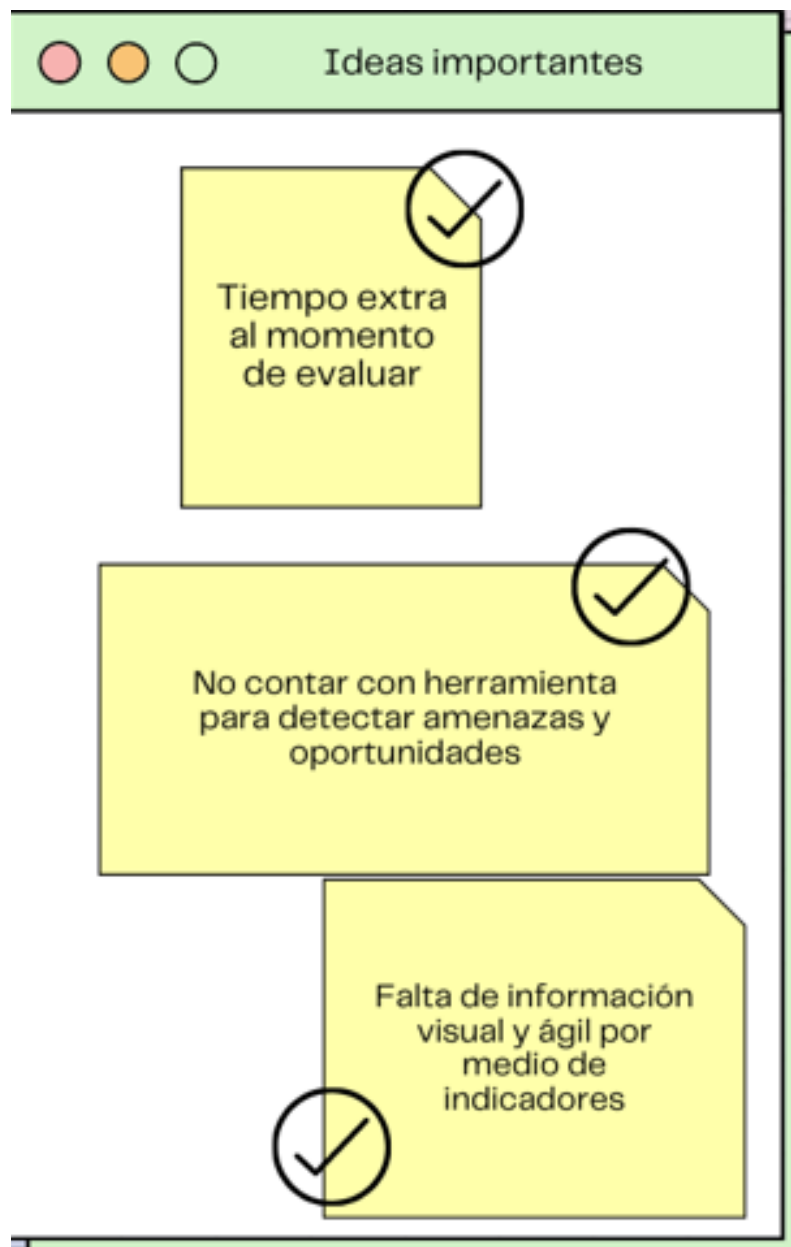 Ideas importantes
Tiempo extra
al momento
de evaluar
No contar con herramienta
para detectar amenazas y
oportunidades
Falta de información
visual y ágil por
medio de
indicadores